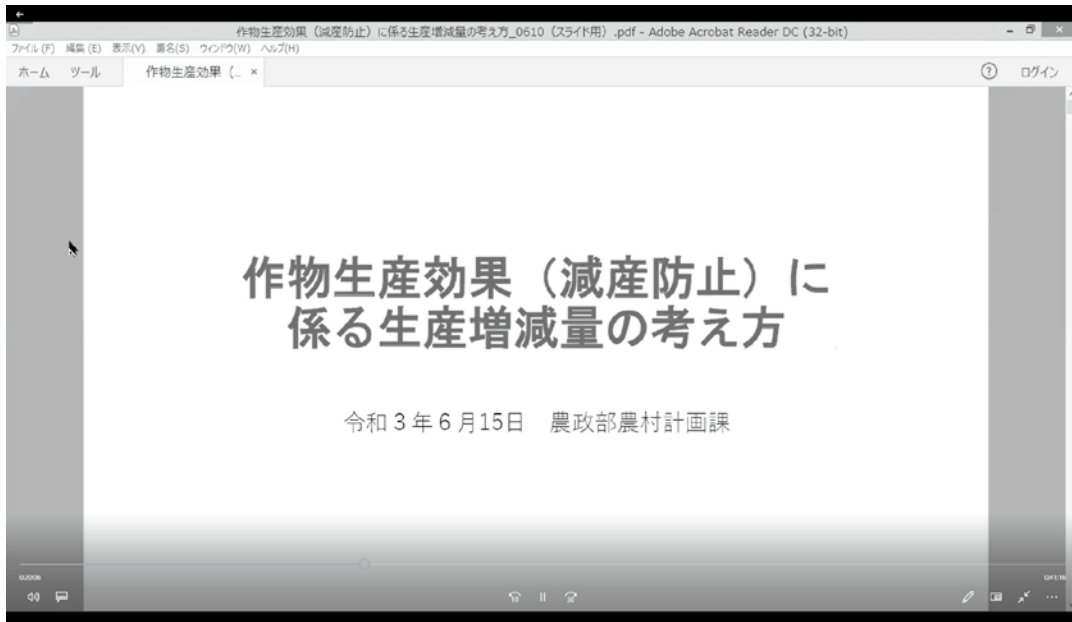 作物生産効果（減産防止）に係る生産増減量の考え方_0610（スライド用）.pdf - Adobe Acrobat Reader DC (32-bit)
ファイル(F) 編集(E) 表示(V) 署名(S) ウィンドウ(W) ヘルプ(H)
ホーム ツール 作物生産効果（... × ? ログイン
作物生産効果（減産防止）に
係る生産増減量の考え方
令和３年６月15日　農政部農村計画課
0:20:06
10 30